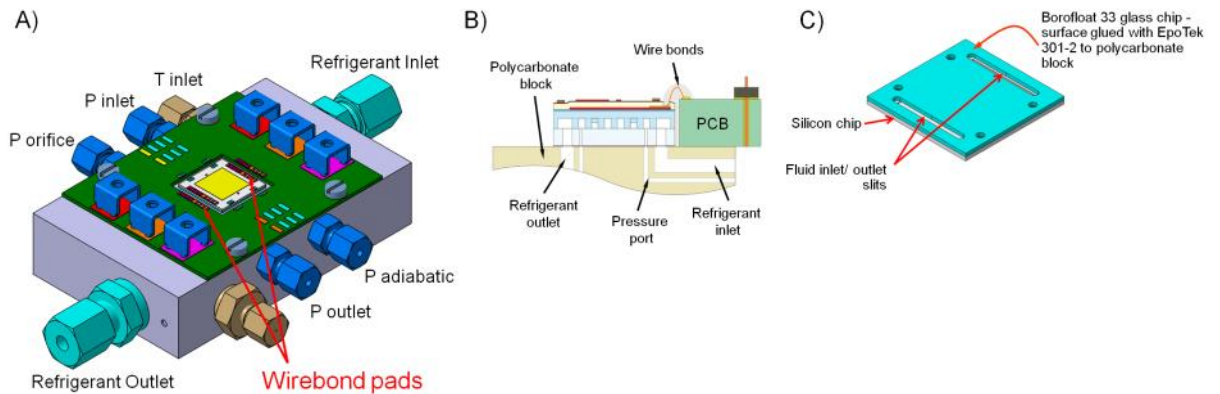 A)
T inlet
Refrigerant Inlet
P inlet
P orifice
P adiabatic
P outlet
Refrigerant Outlet
Wirebond pads
B)
Wire bonds
Polycarbonate
block
PCB
Refrigerant
outlet
Pressure
port
Refrigerant
inlet
C)
Borofloat 33 glass chip -
surface glued with EpoTek
301-2 to polycarbonate
block
Silicon chip
Fluid inlet/ outlet
slits